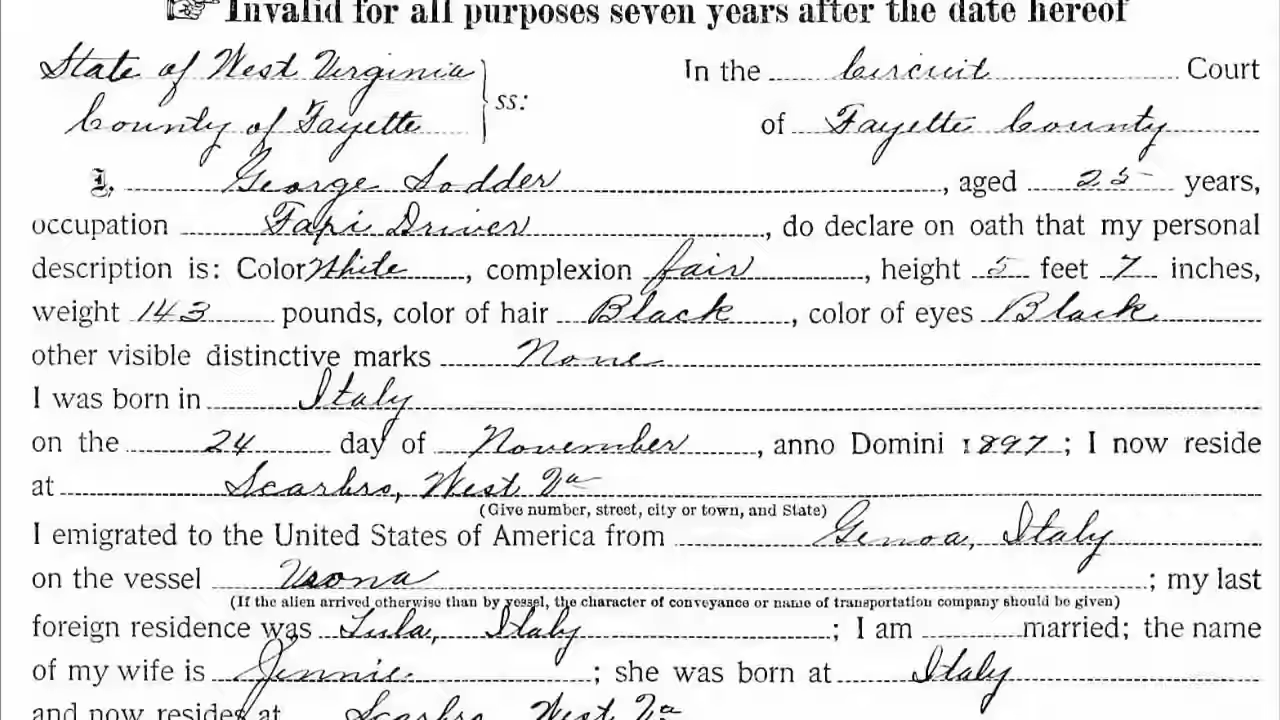 Invalid for all purposes seven years after the date hereof
State of West Virginia
County of Fayette
ss:
In the Circuit Court
of Fayette County
I, George Sodder, aged 25 years,
occupation Taxi Driver, do declare on oath that my personal
description is: Color White, complexion fair, height 5 feet 7 inches,
weight 143 pounds, color of hair Black, color of eyes Black
other visible distinctive marks None
I was born in Italy
on the 24 day of November, anno Domini 1897; I now reside
at Scarbro, West Va
(Give number, street, city or town, and State)
I emigrated to the United States of America from Genoa, Italy
on the vessel Usona; my last
(If the alien arrived otherwise than by vessel, the character of conveyance or name of transportation company should be given)
foreign residence was Tula, Italy; I am married; the name
of my wife is Jennie; she was born at Italy
and now resides at Scarbro, West Va